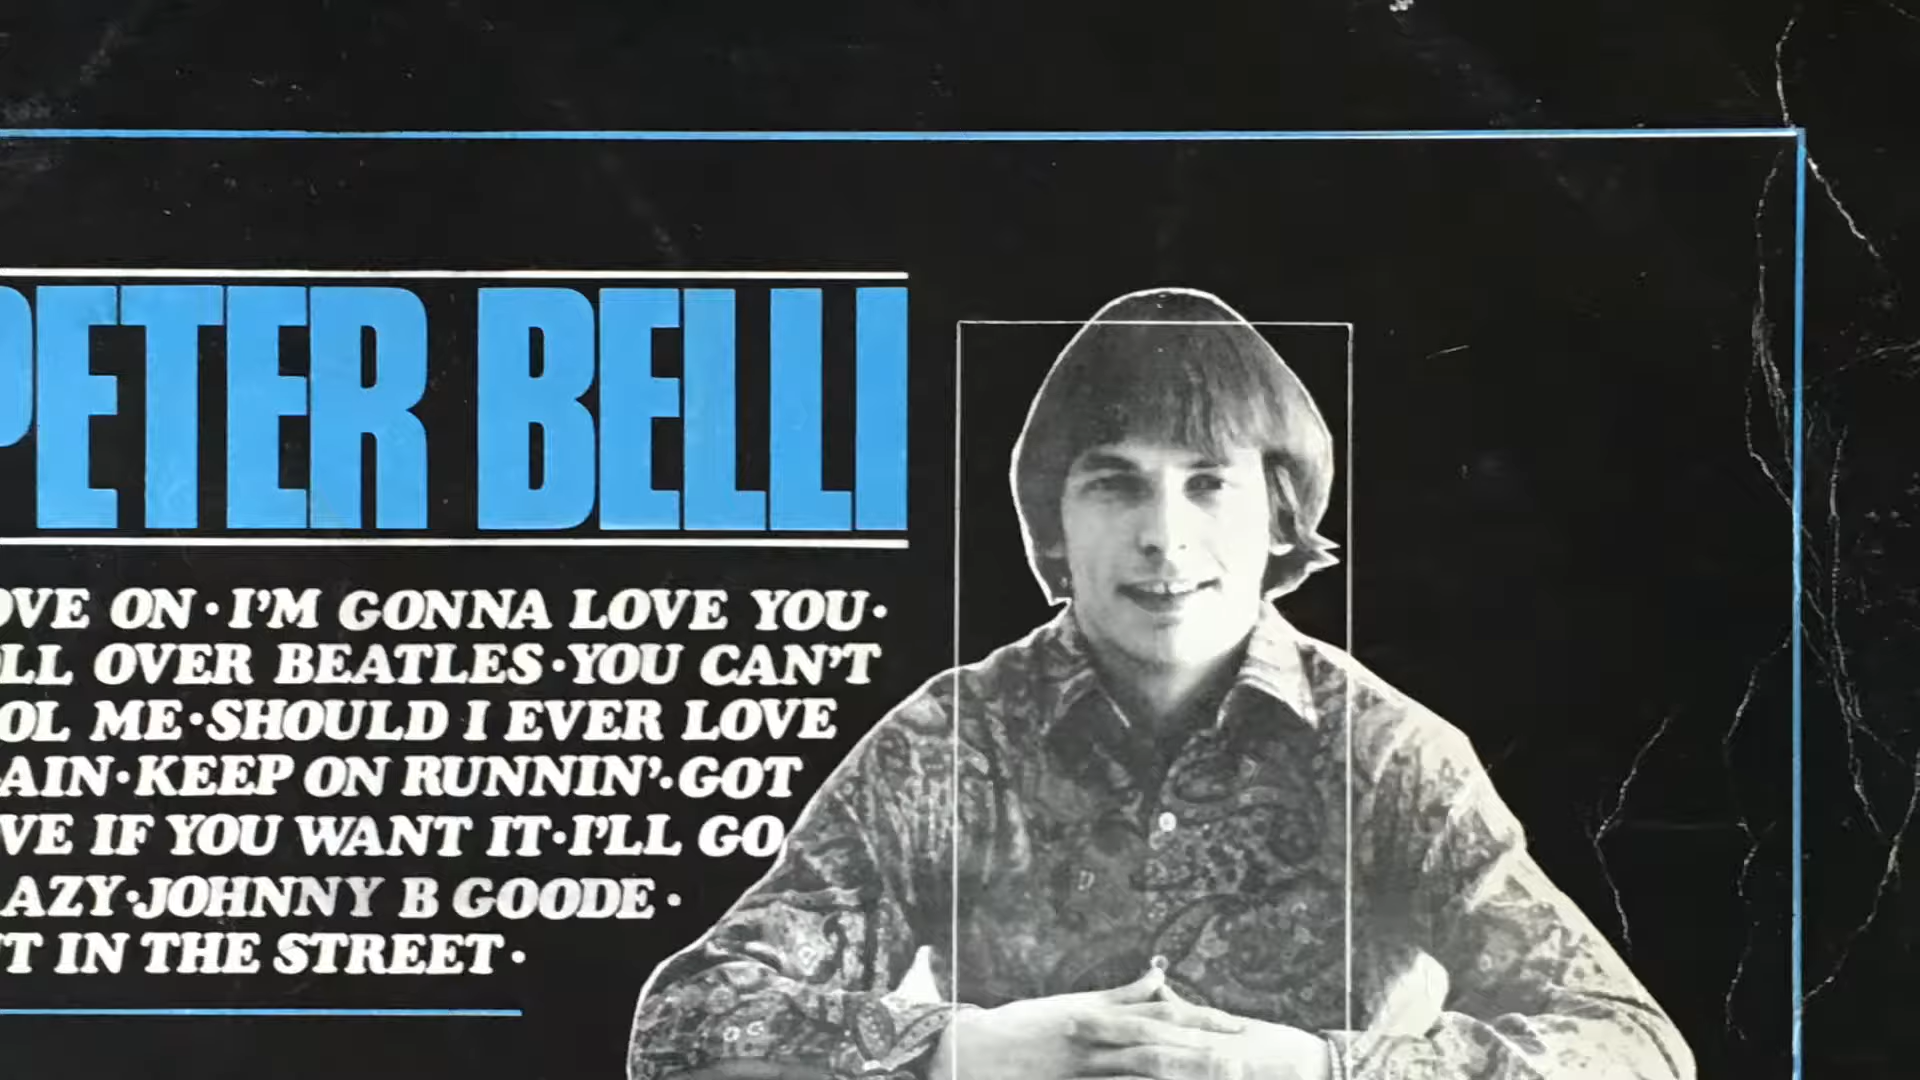 PETER BELLI
OVE ON • I'M GONNA LOVE YOU •
LL OVER BEATLES • YOU CAN'T
OL ME • SHOULD I EVER LOVE
AIN • KEEP ON RUNNIN' • GOT
VE IF YOU WANT IT • I'LL GO
AZY • JOHNNY B GOODE •
T IN THE STREET •